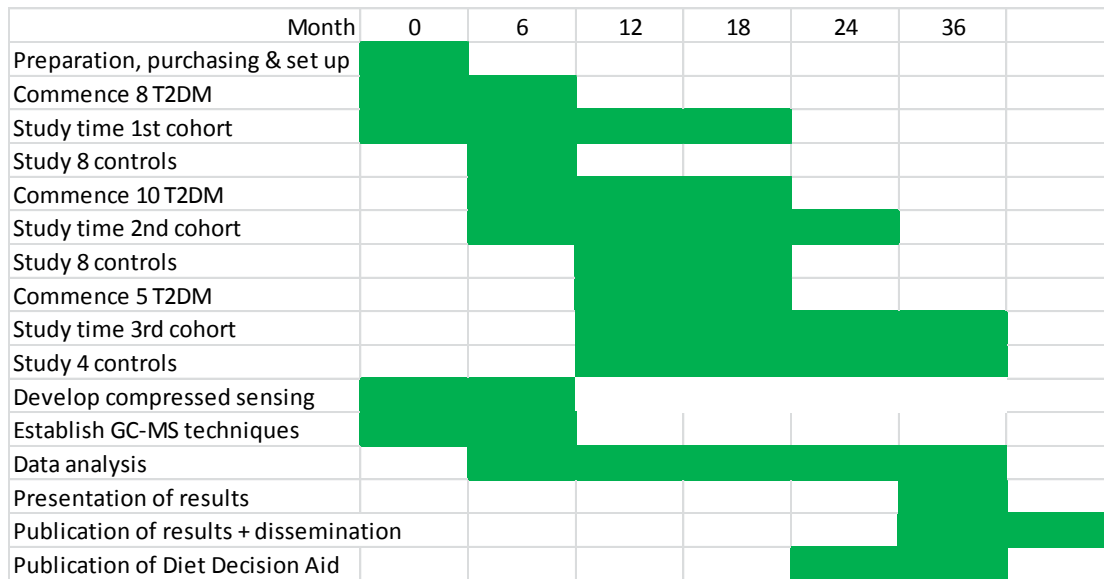 Month 0 6 12 18 24 36
Preparation, purchasing & set up
Commence 8 T2DM
Study time 1st cohort
Study 8 controls
Commence 10 T2DM
Study time 2nd cohort
Study 8 controls
Commence 5 T2DM
Study time 3rd cohort
Study 4 controls
Develop compressed sensing
Establish GC-MS techniques
Data analysis
Presentation of results
Publication of results + dissemination
Publication of Diet Decision Aid